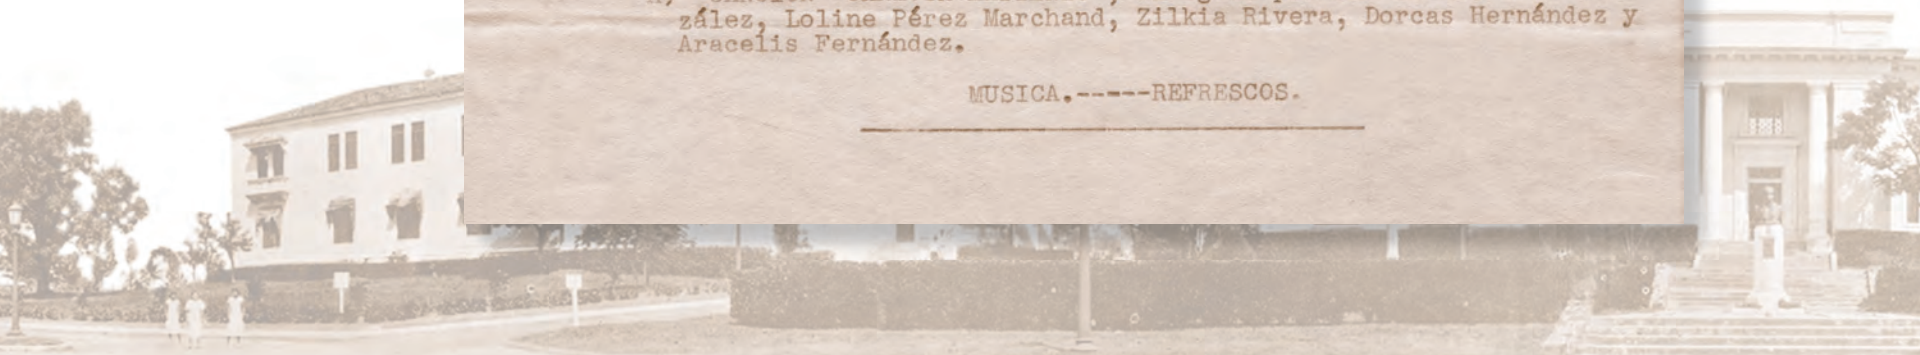 zález, Loline Pérez Marchand, Zilkia Rivera, Dorcas Hernández y
Aracelis Fernández.
MUSICA.-----REFRESCOS.